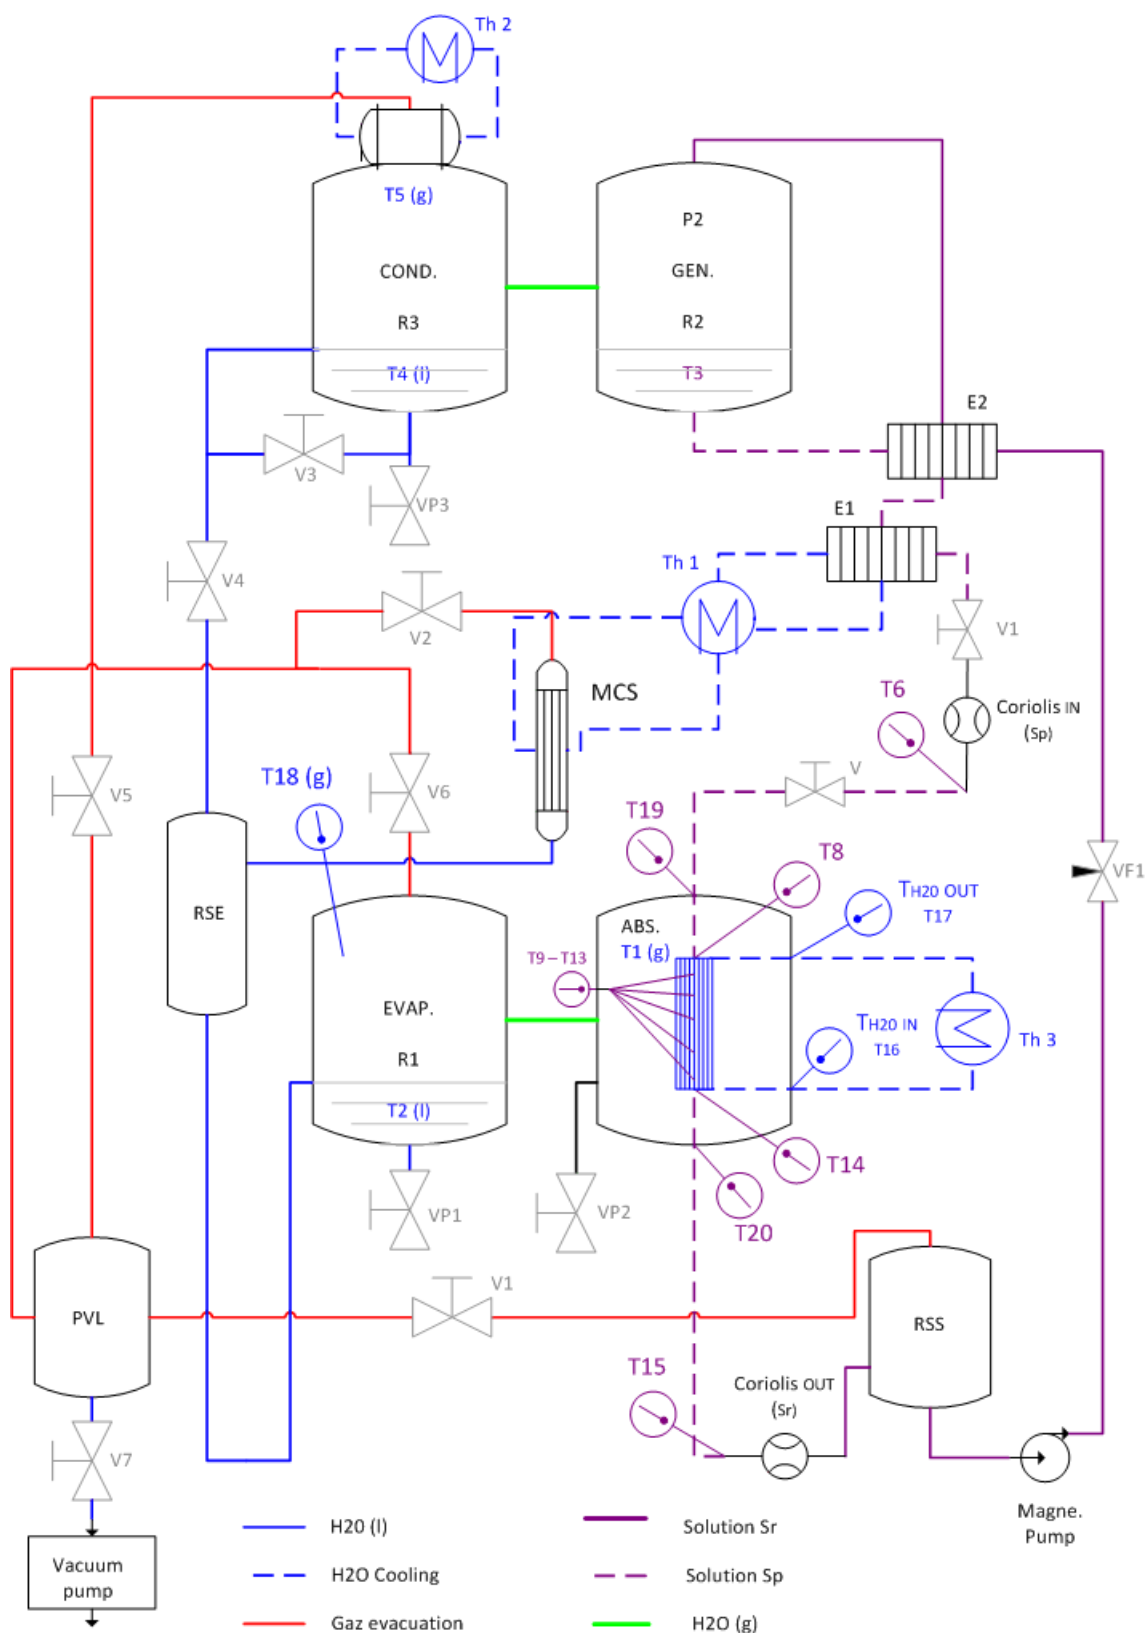 Th 2
T5 (g)
P2
COND.
GEN.
R3
R2
T4 (l)
T3
E2
V3
VP3
E1
Th 1
V4
V2
V1
MCS
T6
Coriolis IN
(Sp)
V
T18 (g)
V5
V6
T19
T8
VF1
TH20 OUT
T17
RSE
ABS.
T1 (g)
T9 – T13
EVAP.
TH20 IN
T16
Th 3
R1
T2 (l)
T14
VP1
VP2
T20
V1
PVL
RSS
T15
Coriolis OUT
(Sr)
V7
Magne.
Pump
Vacuum
pump
H20 (l)
Solution Sr
H2O Cooling
Solution Sp
Gaz evacuation
H2O (g)